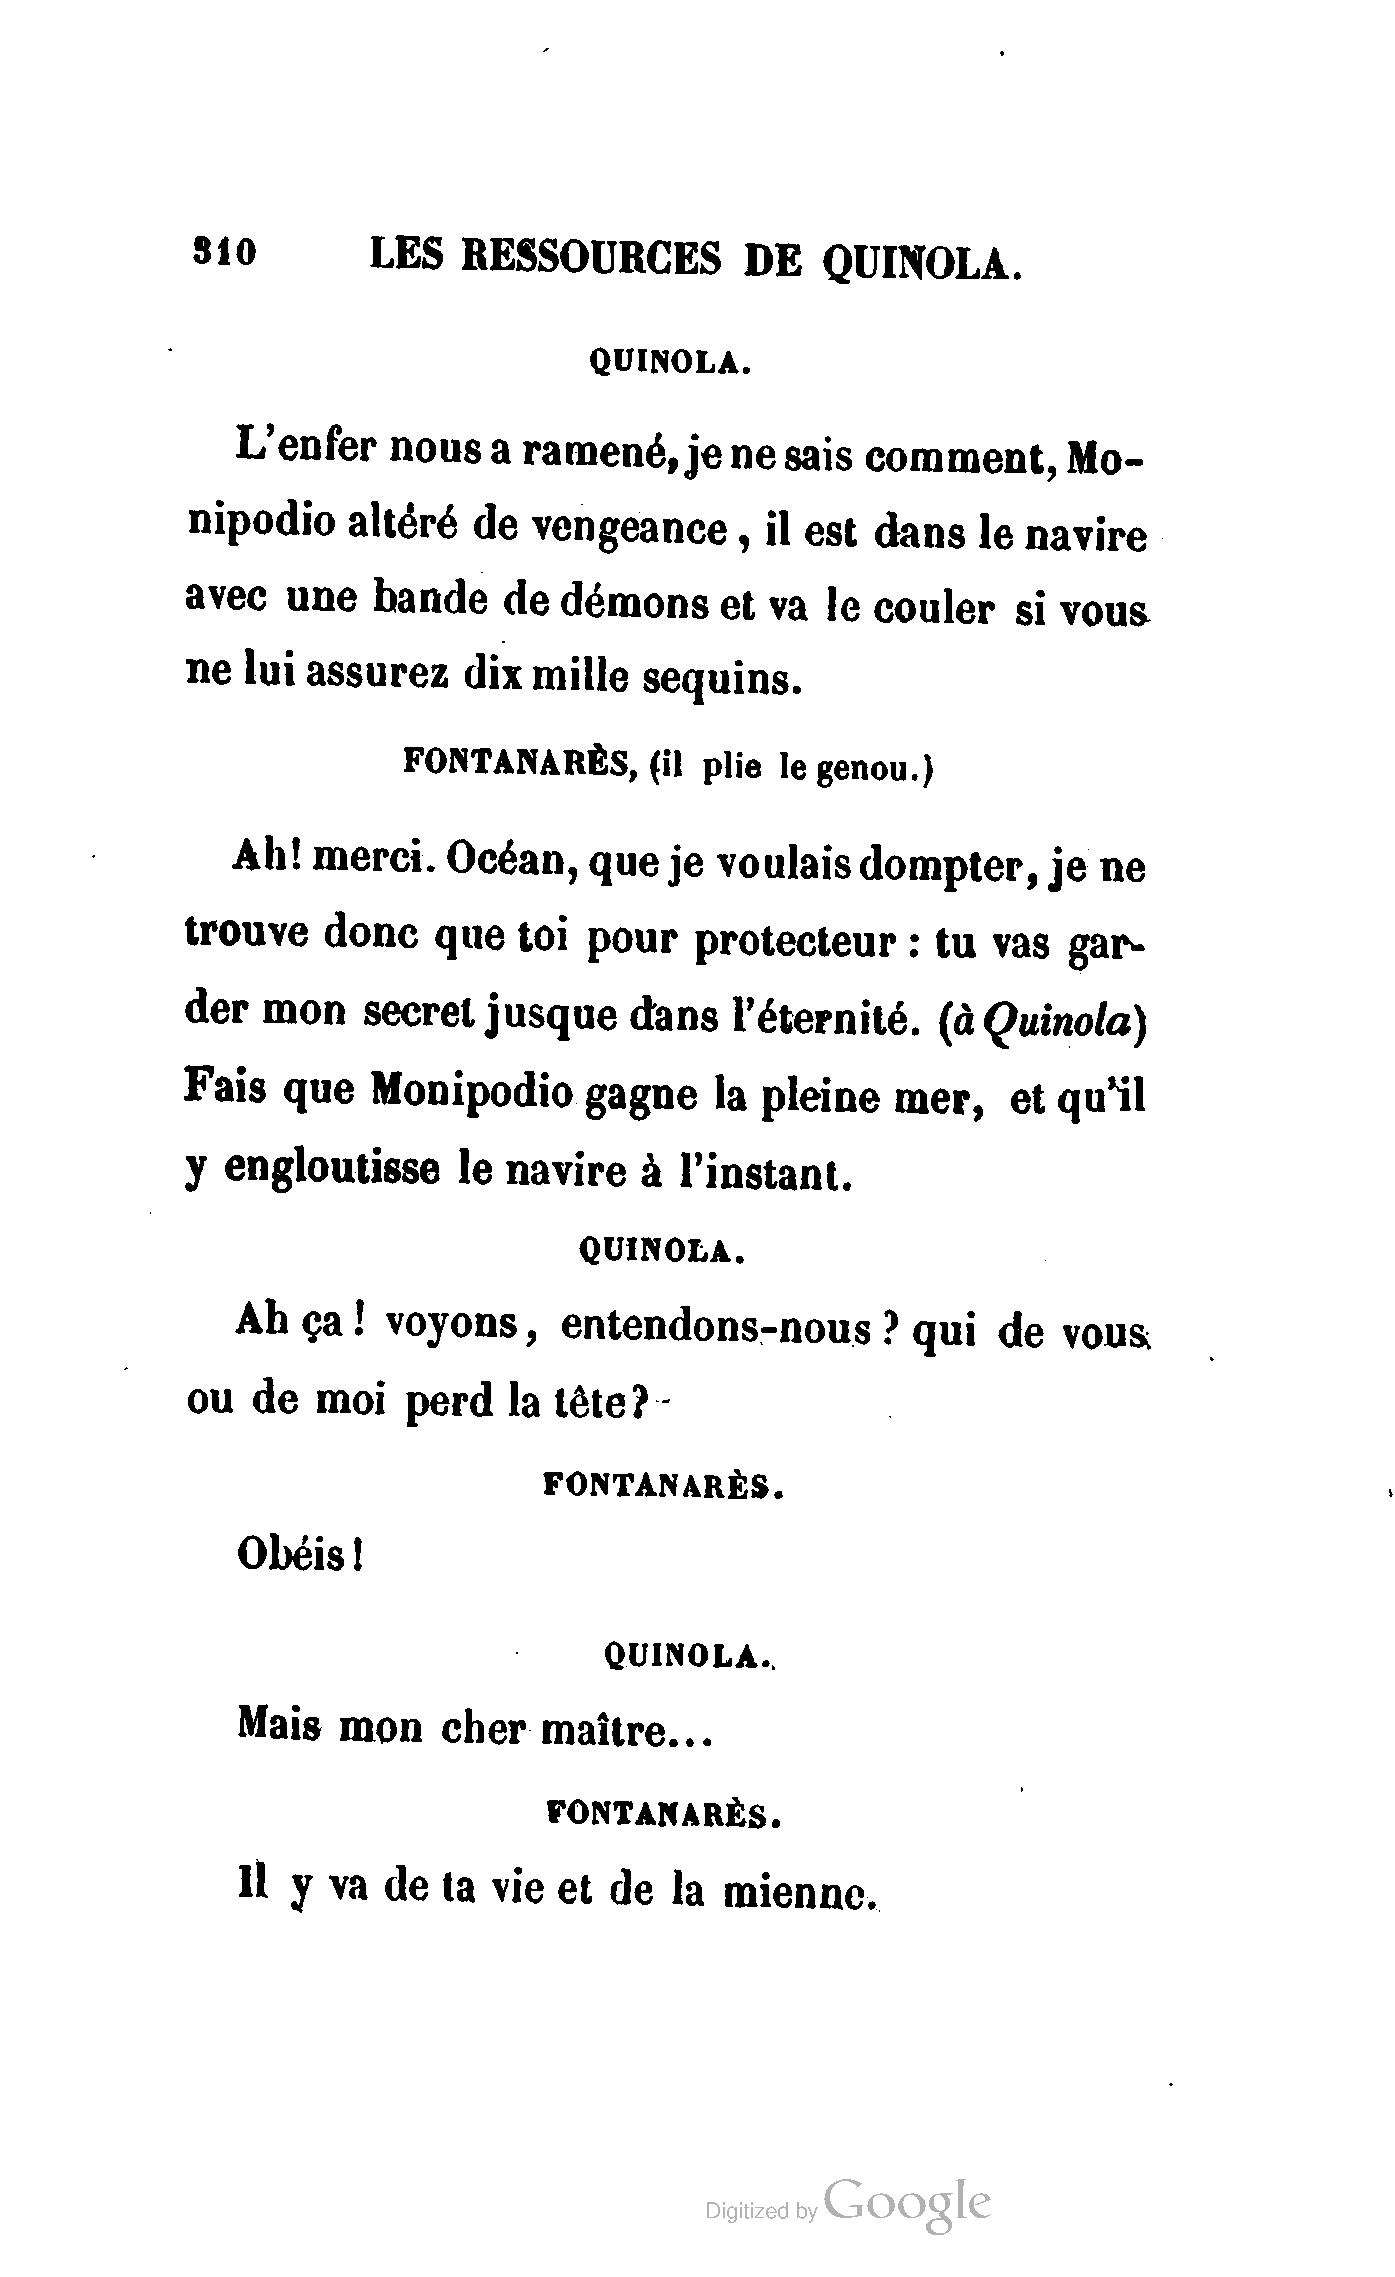 310 LES RESSOURCES DE QUINOLA.
QUINOLA.
L'enfer nous a ramené, je ne sais comment, Mo-
nipodio altéré de vengeance, il est dans le navire
avec une bande de démons et va le couler si vous
ne lui assurez dix mille sequins.
FONTANARÈS, (il plie le genou.)
Ah! merci. Océan, que je voulais dompter, je ne
trouve donc que toi pour protecteur : tu vas gar-
der mon secret jusque dans l'éternité. (à Quinola)
Fais que Monipodio gagne la pleine mer, et qu'il
y engloutisse le navire à l'instant.
QUINOLA.
Ah ça! voyons, entendons-nous? qui de vous
ou de moi perd la tête?
FONTANARÈS.
Obéis!
QUINOLA.
Mais mon cher maître...
FONTANARÈS.
Il y va de ta vie et de la mienne.
Digitized by Google